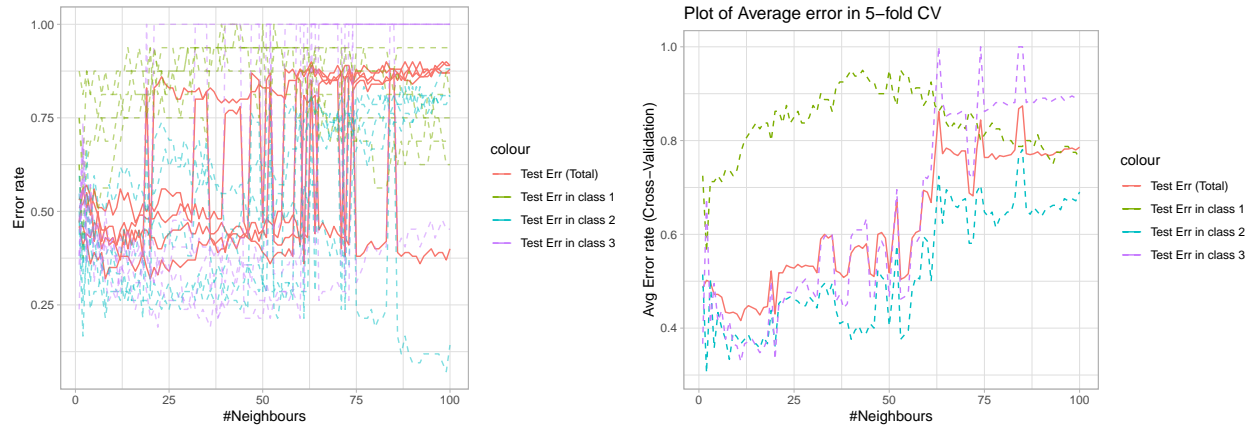 1.00
0.75
0.50
0.25
Error rate
0
25
50
75
100
#Neighbours
colour
Test Err (Total)
Test Err in class 1
Test Err in class 2
Test Err in class 3
Plot of Average error in 5−fold CV
1.0
0.8
0.6
0.4
Avg Error rate (Cross−Validation)
0
25
50
75
100
#Neighbours
colour
Test Err (Total)
Test Err in class 1
Test Err in class 2
Test Err in class 3